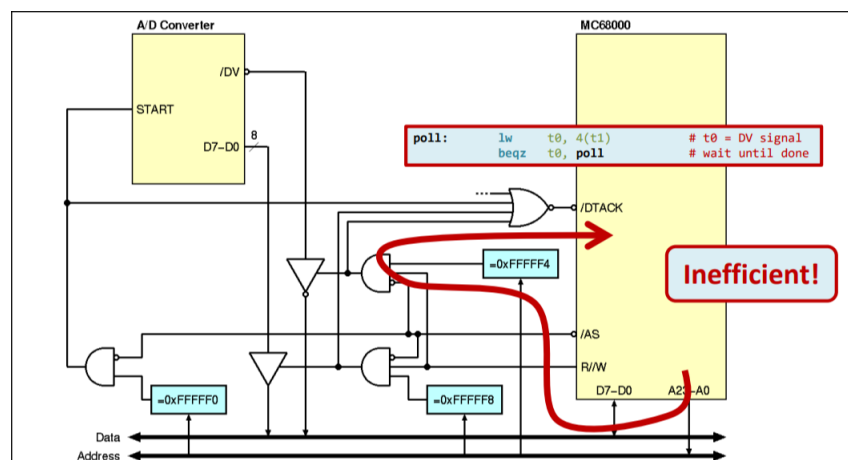 A/D Converter
MC68000
/DV
START
8
D7-D0
poll: lw t0, 4(t1) # t0 = DV signal
beqz t0, poll # wait until done
/DTACK
=0xFFFFF4
Inefficient!
/AS
R//W
D7-D0 A23-A0
=0xFFFFF0
=0xFFFFF8
Data
Address